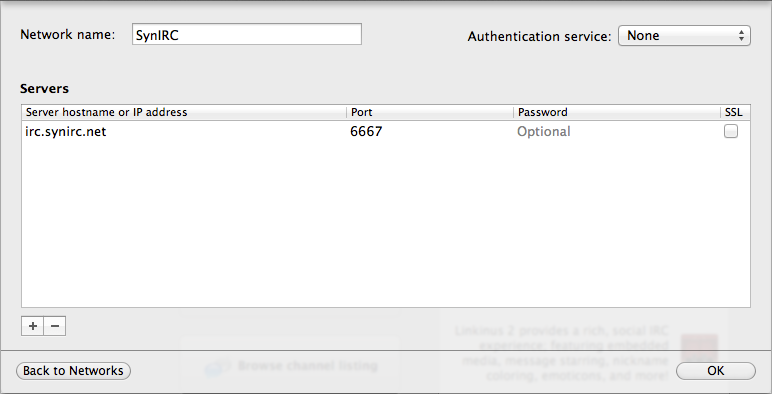 Network name: SynIRC Authentication service: None
Servers
Server hostname or IP address Port Password SSL
irc.synirc.net 6667 Optional
+ −
Linkinus 2 provides a rich, social IRC
experience, featuring embedded
media, message starring, nickname
coloring, emoticons, and more!
Browse channel listing
Back to Networks OK